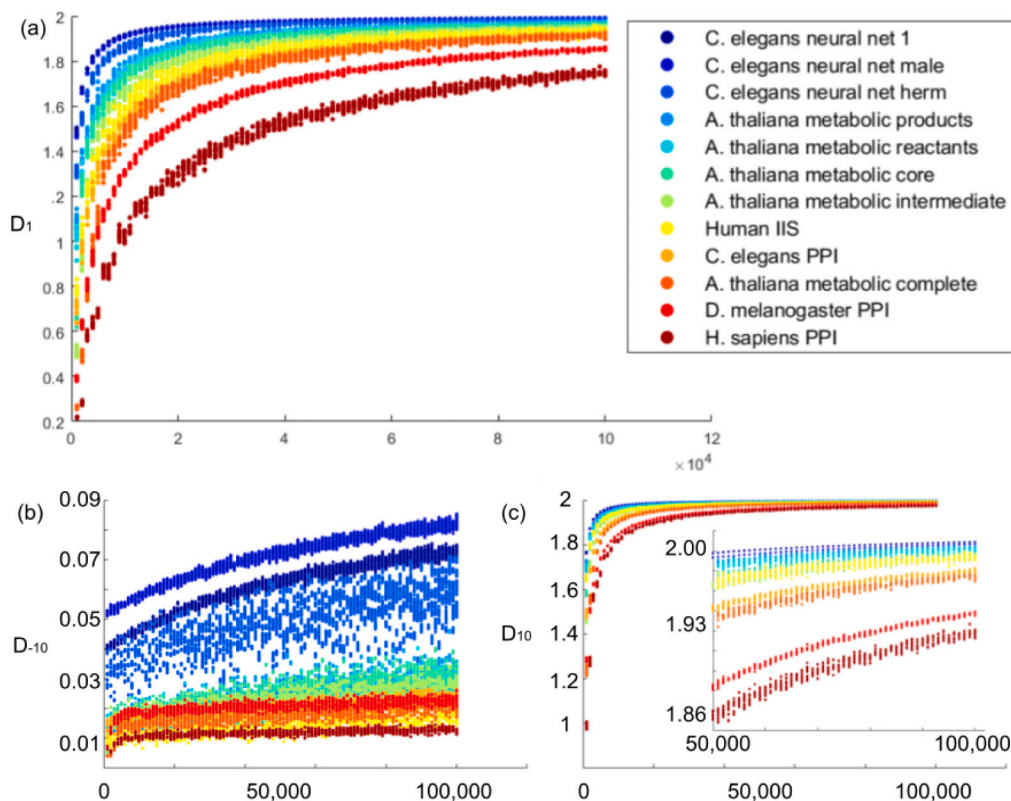 (a)
2
1.8
1.6
1.4
.2
1
0.8
0.6
0.4
0.2
D1
0 2 4 6 8 10 12
×10^4
C. elegans neural net 1
C. elegans neural net male
C. elegans neural net herm
A. thaliana metabolic products
A. thaliana metabolic reactants
A. thaliana metabolic core
A. thaliana metabolic intermediate
Human IIS
C. elegans PPI
A. thaliana metabolic complete
D. melanogaster PPI
H. sapiens PPI
(b)
0.09
0.07
0.05
D-10
0.03
0.01
0 50,000 100,000
(c)
2
1.8
1.6
1.4
D10
1.2
1
0 50,000 100,000
2.00
1.93
1.86
50,000 100,000